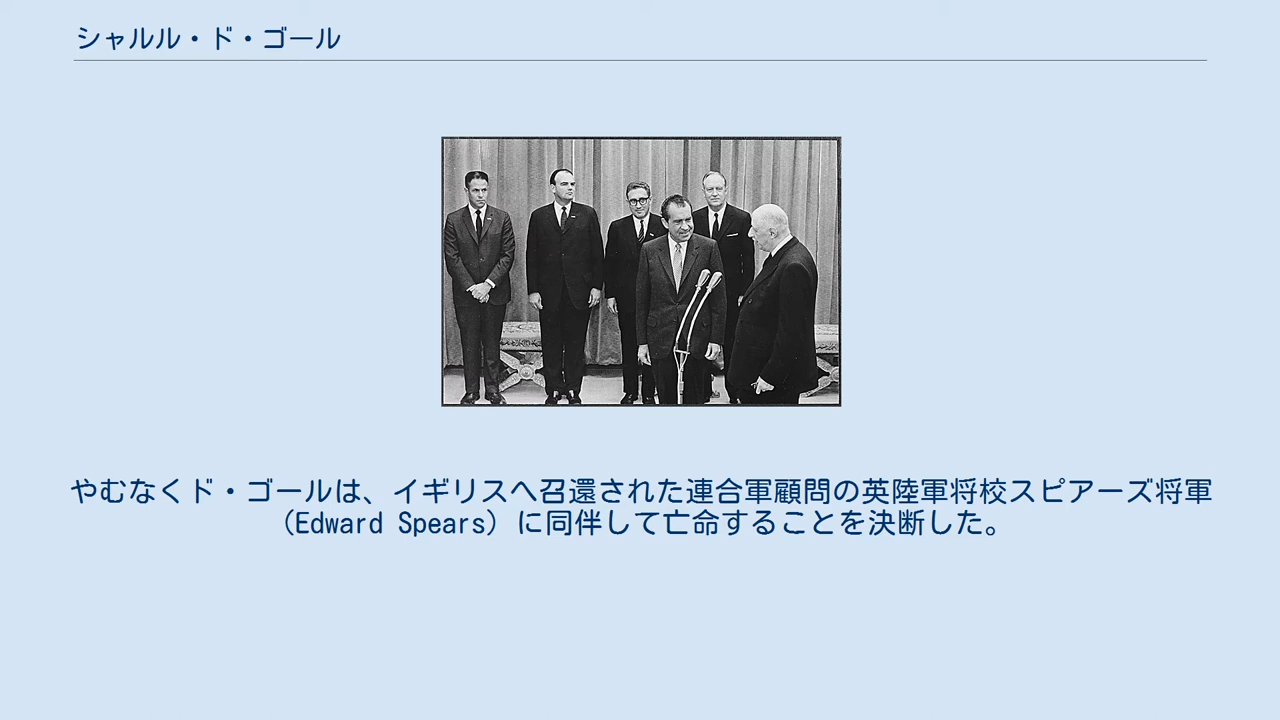 シャルル・ド・ゴール
やむなくド・ゴールは、イギリスへ召還された連合軍顧問の英陸軍将校スピアーズ将軍
（Edward Spears）に同伴して亡命することを決断した。